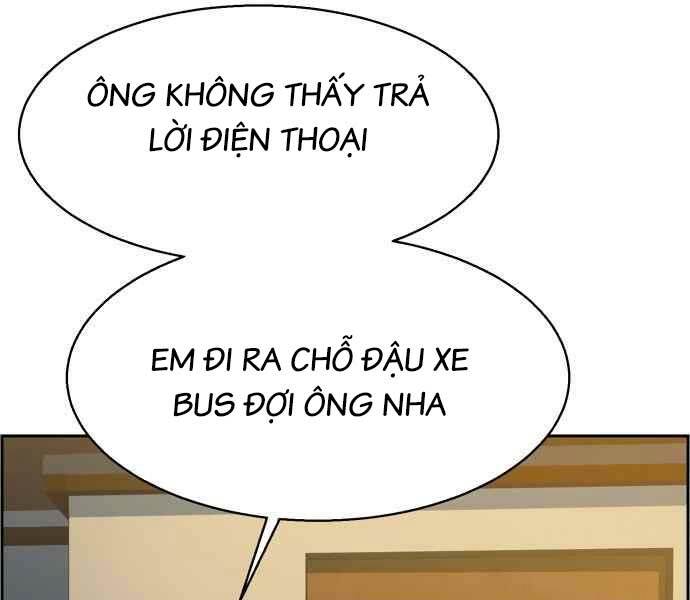 ÔNG KHÔNG THẤY TRẢ
LỜI ĐIỆN THOẠI
EM ĐI RA CHỖ ĐẬU XE
BUS ĐỢI ÔNG NHA